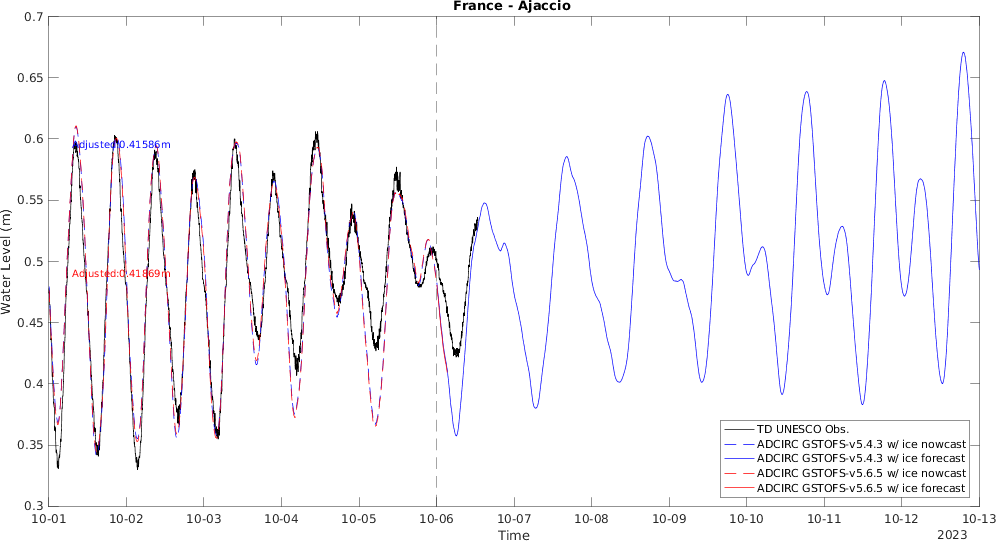 France - Ajaccio
0.7
0.65
0.6
0.55
0.5
0.45
0.4
0.35
0.3
Water Level (m)
Adjusted:0.41586m
Adjusted:0.41869m
TD UNESCO Obs.
ADCIRC GSTOFS-v5.4.3 w/ ice nowcast
ADCIRC GSTOFS-v5.4.3 w/ ice forecast
ADCIRC GSTOFS-v5.6.5 w/ ice nowcast
ADCIRC GSTOFS-v5.6.5 w/ ice forecast
10-01 10-02 10-03 10-04 10-05 10-06 10-07 10-08 10-09 10-10 10-11 10-12 10-13
Time
2023